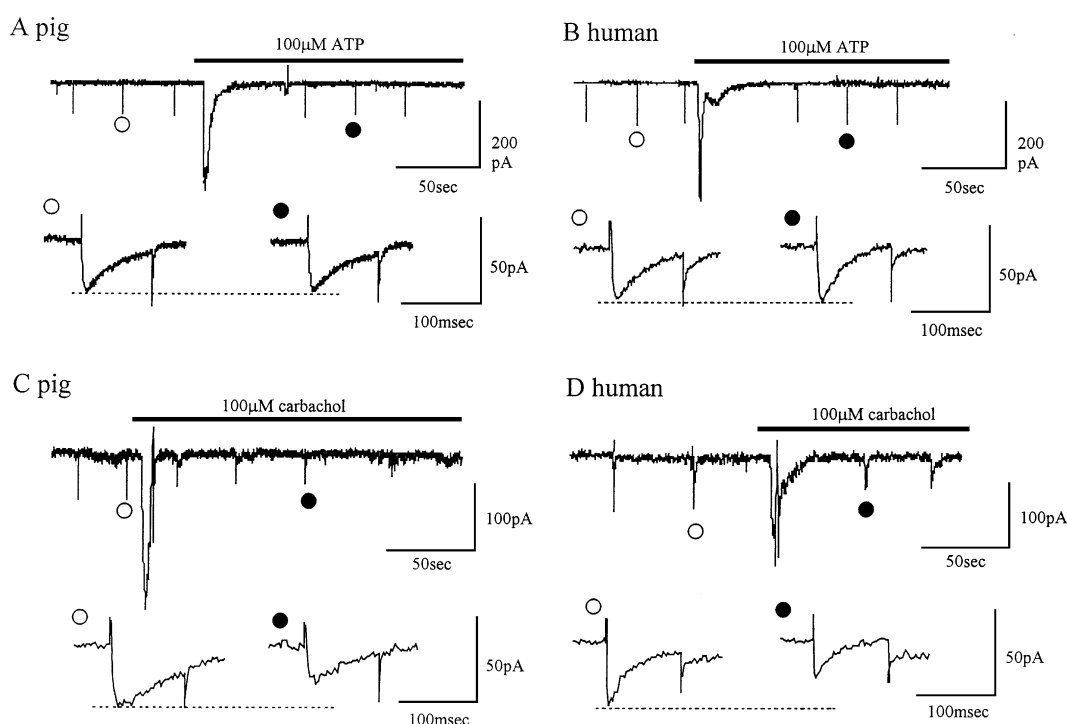 A pig
100μM ATP
200
pA
50sec
50pA
100msec
B human
100μM ATP
200
pA
50sec
50pA
100msec
C pig
100μM carbachol
100pA
50sec
50pA
100msec
D human
100μM carbachol
100pA
50sec
50pA
100msec